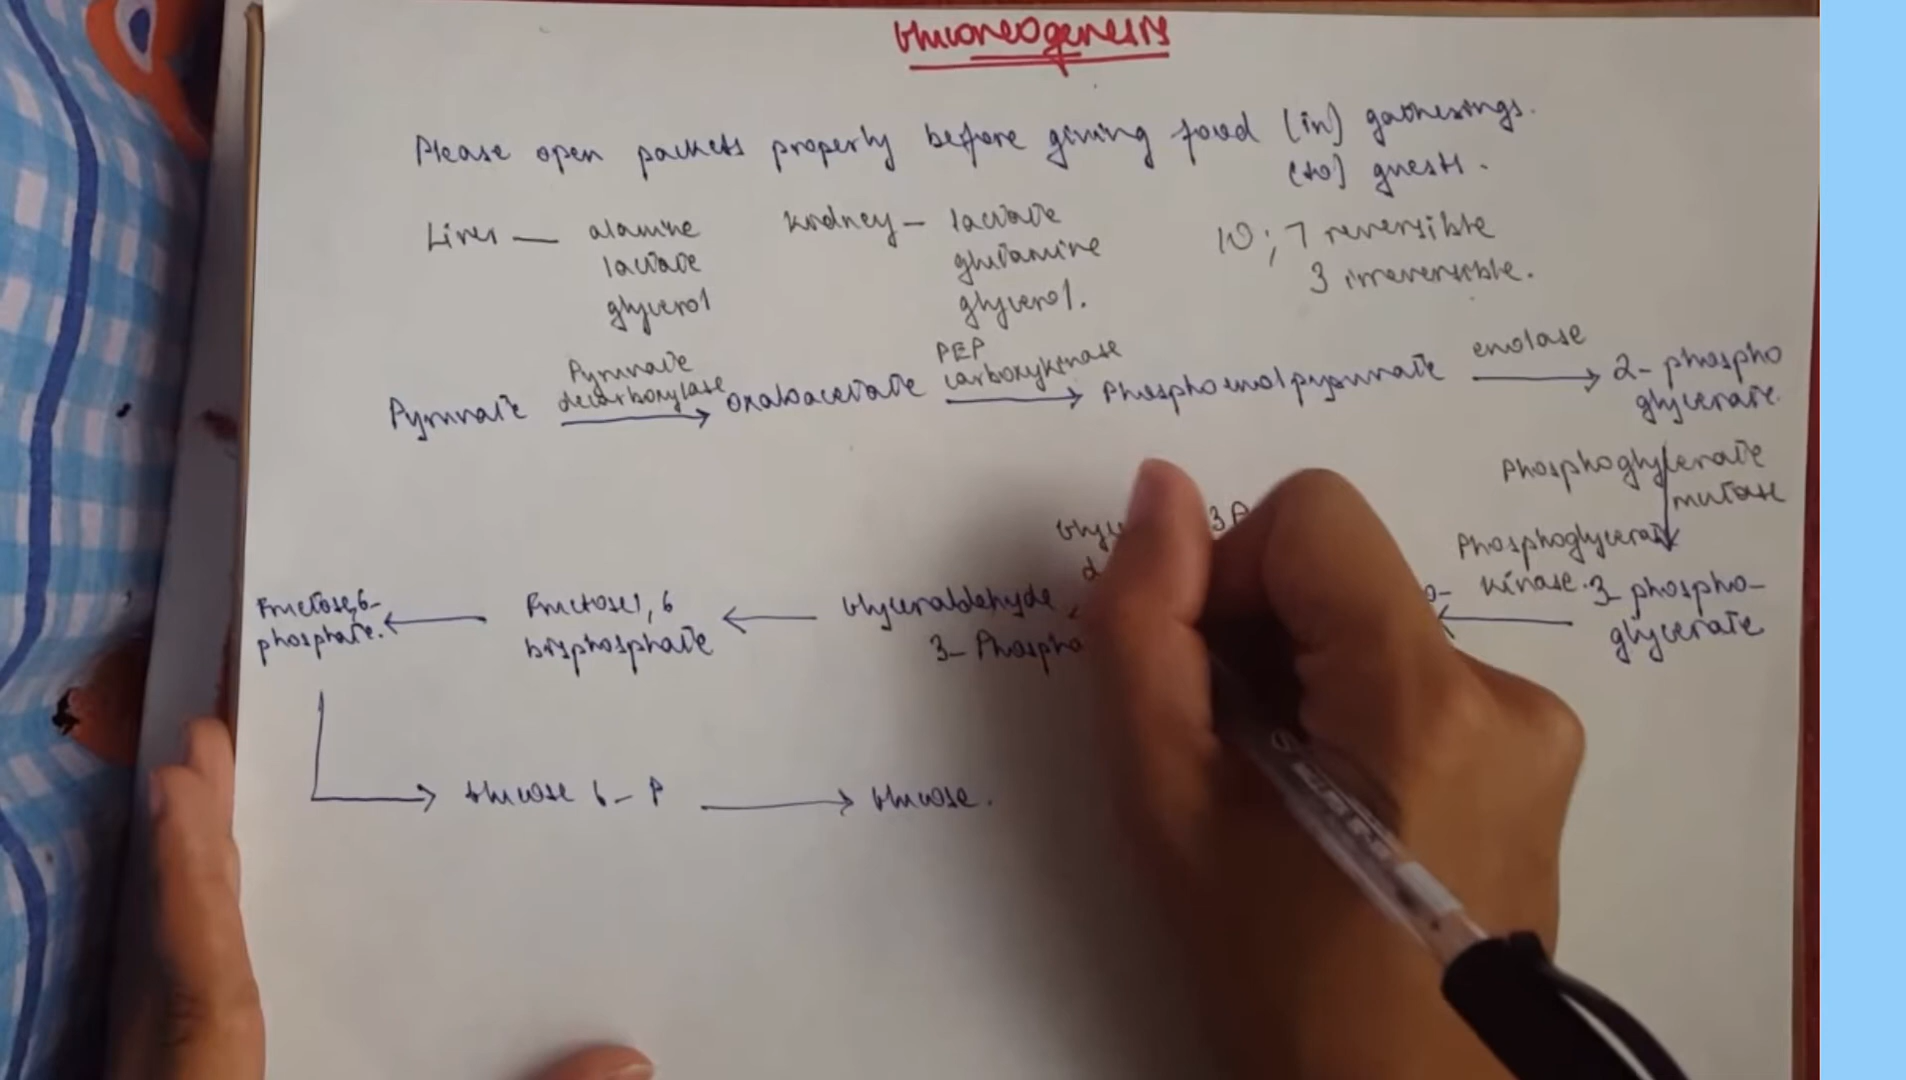 Gluconeogenesis
Please open packets properly before giving food (in) gatherings.
(to) guests.
Liver — alanine
lactate
glycerol
Kidney — lactate
glutamine
glycerol.
10; 7 reversible
3 irreversible.
Pyruvate
Pyruvate
decarboxylase
oxaloacetate
PEP
carboxykinase
Phosphoenolpyruvate
enolase
2- phospho
glycerate.
Phosphoglycerate
mutase
Phosphoglycerate
kinase.
3- phospho-
glycerate
Glyceraldehyde
3- Phospho
Fructose 1, 6
bisphosphate
Fructose, 6-
phosphate.
Glucose 6- P
Glucose.